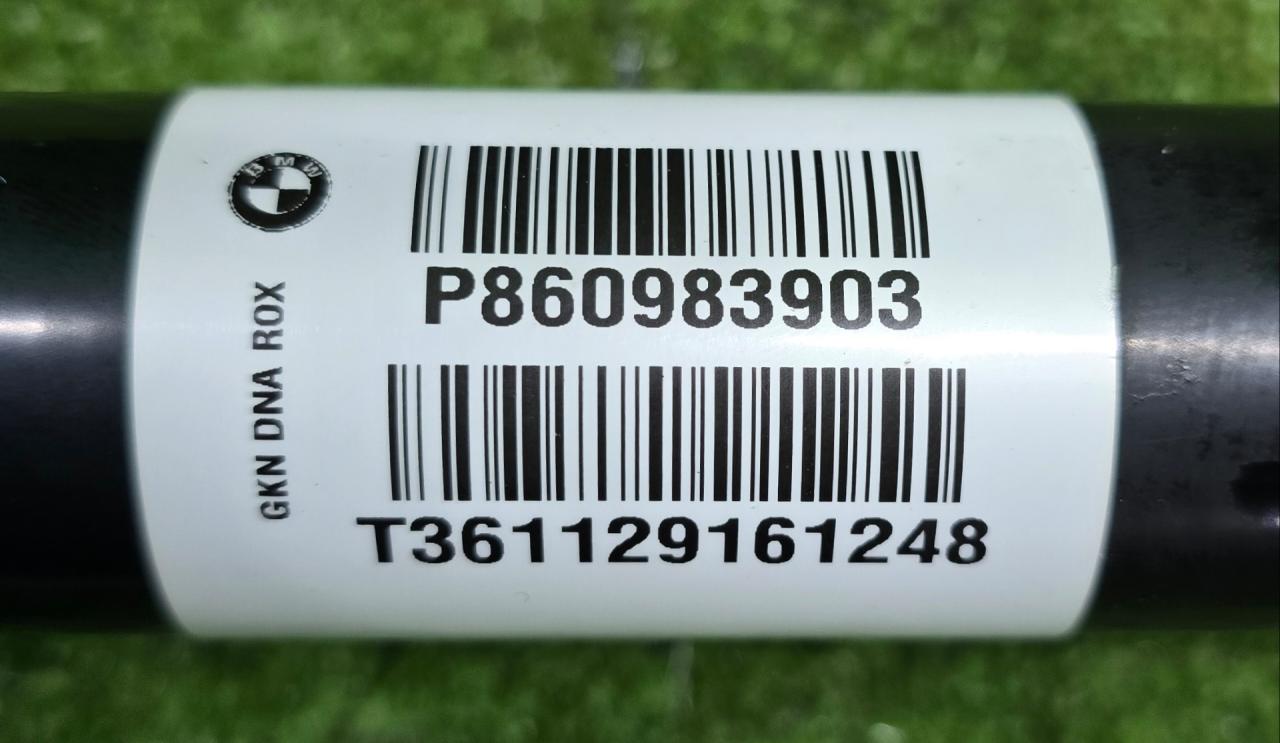 BMW
GKN DNA ROX
P860983903
T361129161248